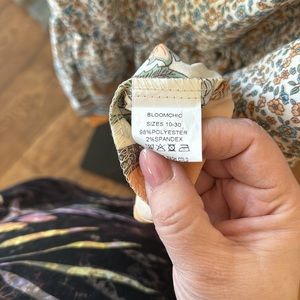 BLOOMCHIC
SIZES 10-30
98%POLYESTER
2%SPANDEX